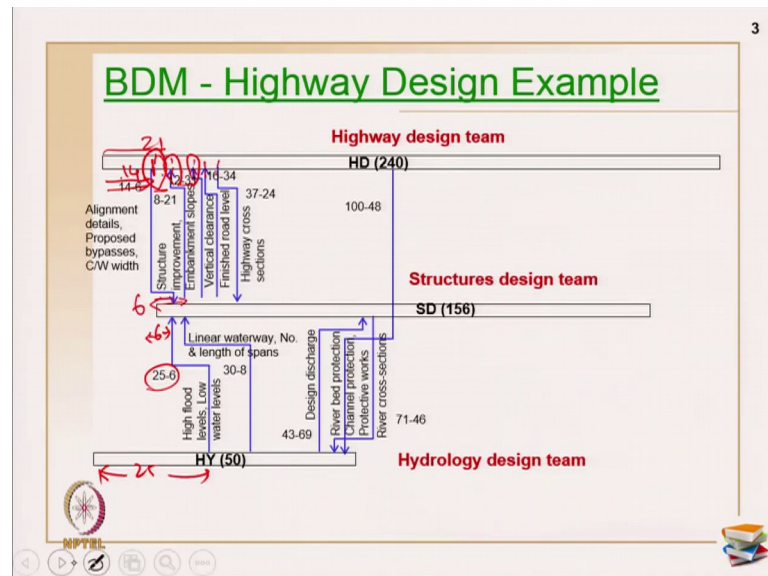 3
BDM - Highway Design Example
Highway design team
21
HD (240)
14
14-6
16-34
8-21
37-24
100-48
Alignment
details,
Proposed
bypasses,
C/W width
Structure
improvement,
Embankment slopes
Vertical clearance
Finished road level
Highway cross
sections
Structures design team
6
SD (156)
6
Linear waterway, No.
& length of spans
25-6
30-8
High flood
levels, Low
water levels
Design discharge
River bed protection
Channel protection,
Protective works
River cross-sections
43-69
71-46
HY (50)
Hydrology design team
NPTEL